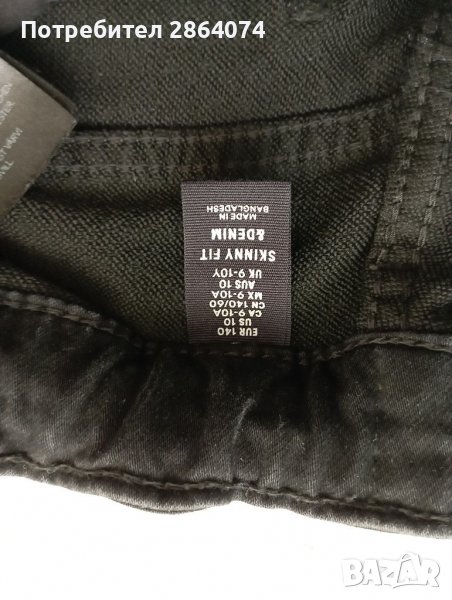 Потребител 2864074
EUR 140
US 10
CA 9-10A
CN 140/60
MX 9-10A
AUS 10
UK 9-10Y
SKINNY FIT
&DENIM
MADE IN
BANGLADESH
BAZAR